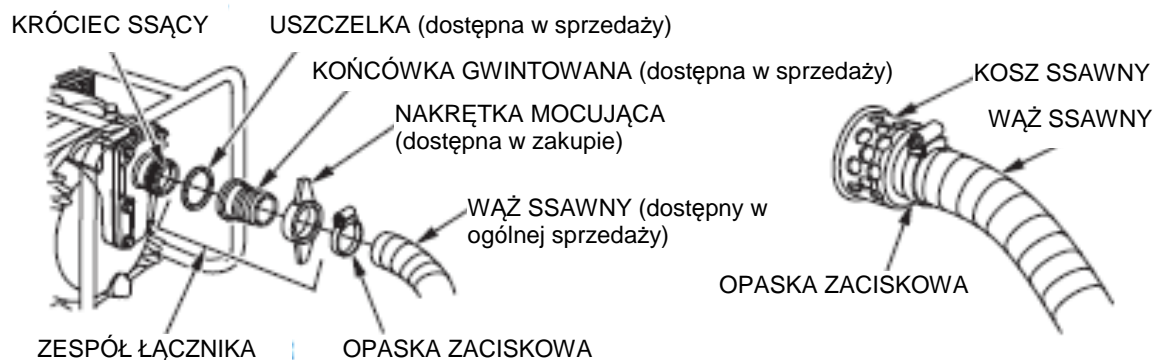 KRÓCIEC SSĄCY
USZCZELKA (dostępna w sprzedaży)
KOŃCÓWKA GWINTOWANA (dostępna w sprzedaży)
NAKRĘTKA MOCUJĄCA
(dostępna w zakupie)
WĄŻ SSAWNY (dostępny w
ogólnej sprzedaży)
ZESPÓŁ ŁĄCZNIKA
OPASKA ZACISKOWA
KOSZ SSAWNY
WĄŻ SSAWNY
OPASKA ZACISKOWA